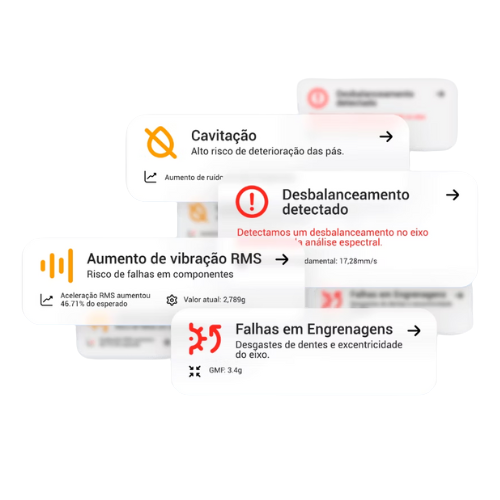 Desbalanceamento
detectado
Cavitação
Alto risco de deterioração das pás.
Aumento de ruído
Desbalanceamento
detectado
Detectamos um desbalanceamento no eixo
análise espectral.
damental: 17,28mm/s
Aumento de vibração RMS
Risco de falhas em componentes
Aceleração RMS aumentou
46.71% do esperado
Valor atual: 2,789g
Falhas em Engrenagens
Falhas em Engrenagens
Desgastes de dentes e excentricidade
do eixo.
GMF: 3.4g